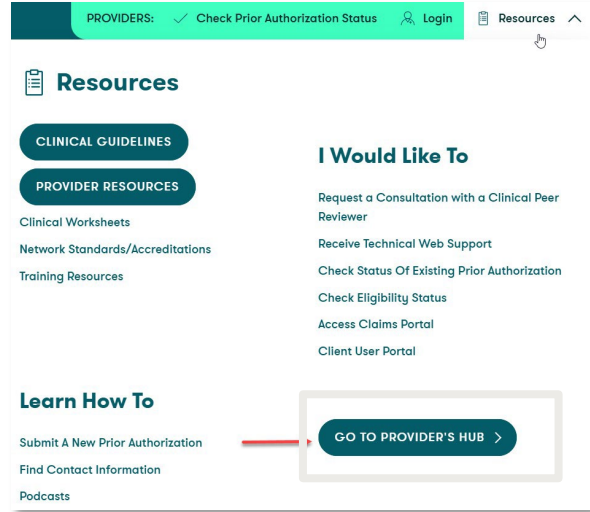 PROVIDERS: Check Prior Authorization Status Login Resources
Resources
CLINICAL GUIDELINES
PROVIDER RESOURCES
Clinical Worksheets
Network Standards/Accreditations
Training Resources
I Would Like To
Request a Consultation with a Clinical Peer
Reviewer
Receive Technical Web Support
Check Status Of Existing Prior Authorization
Check Eligibility Status
Access Claims Portal
Client User Portal
Learn How To
Submit A New Prior Authorization
Find Contact Information
Podcasts
GO TO PROVIDER'S HUB